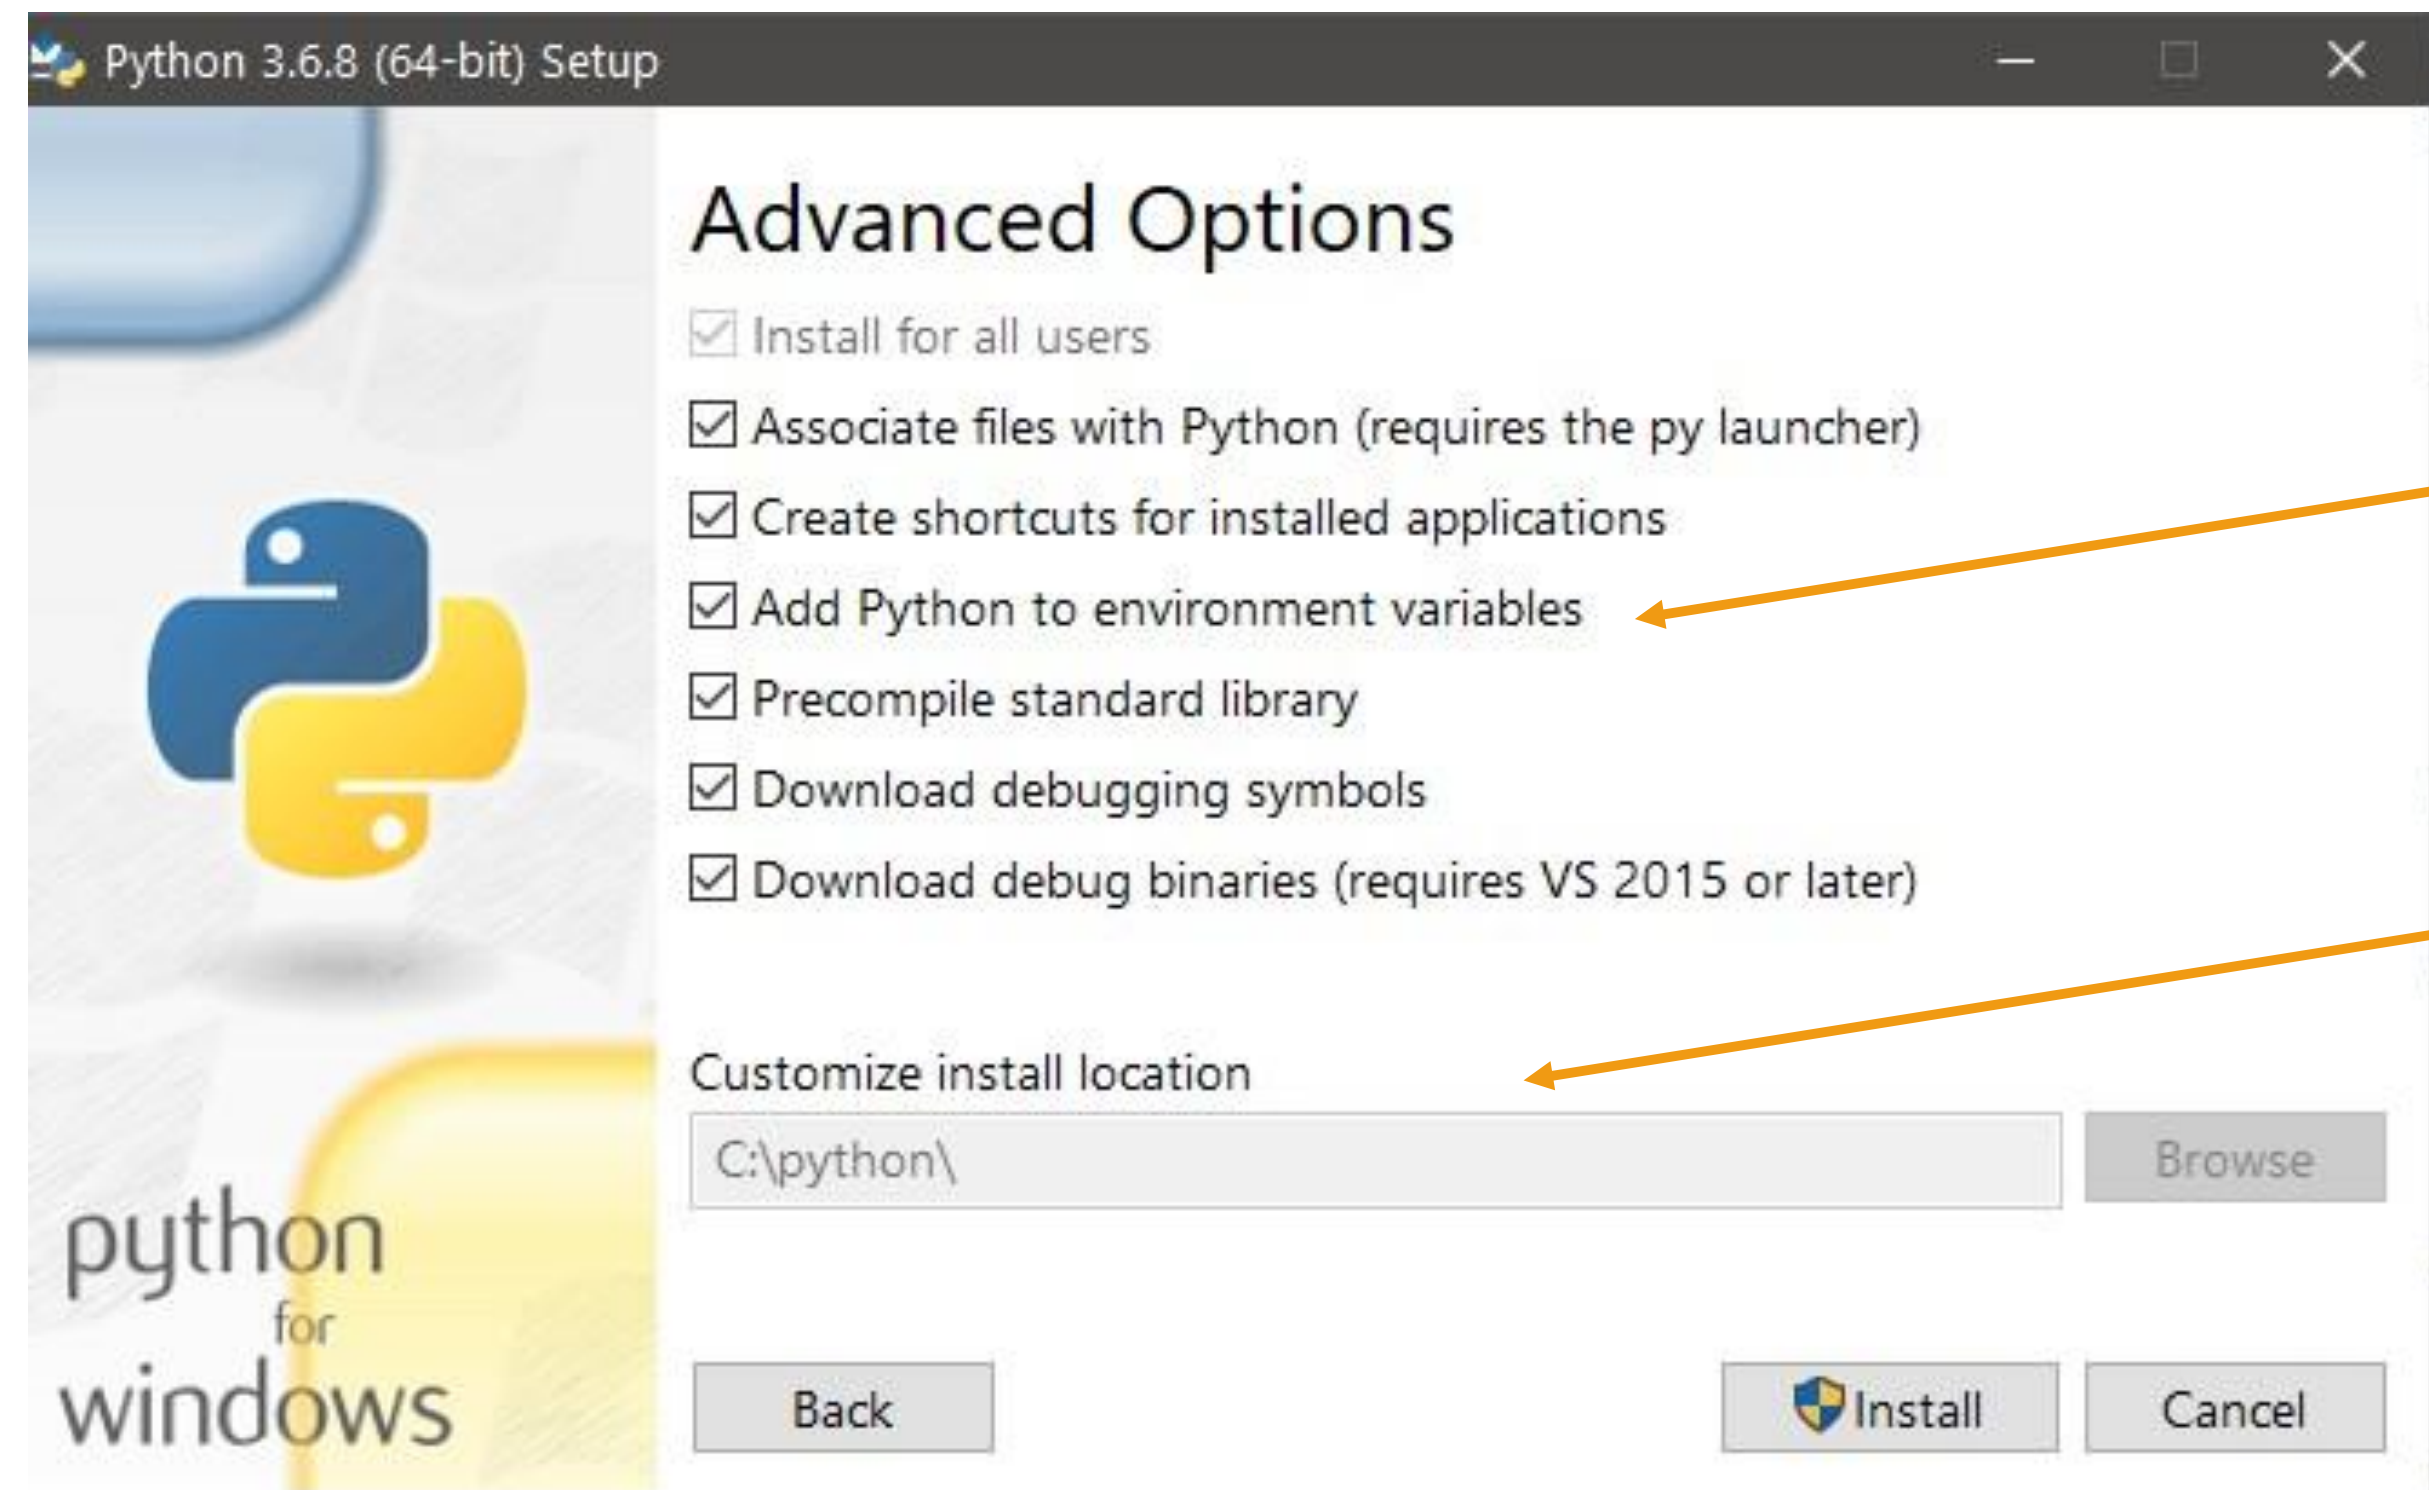 Python 3.6.8 (64-bit) Setup
Advanced Options
Install for all users
Associate files with Python (requires the py launcher)
Create shortcuts for installed applications
Add Python to environment variables
Precompile standard library
Download debugging symbols
Download debug binaries (requires VS 2015 or later)
Customize install location
C:\python\
Browse
python
for
windows
Back
Install
Cancel